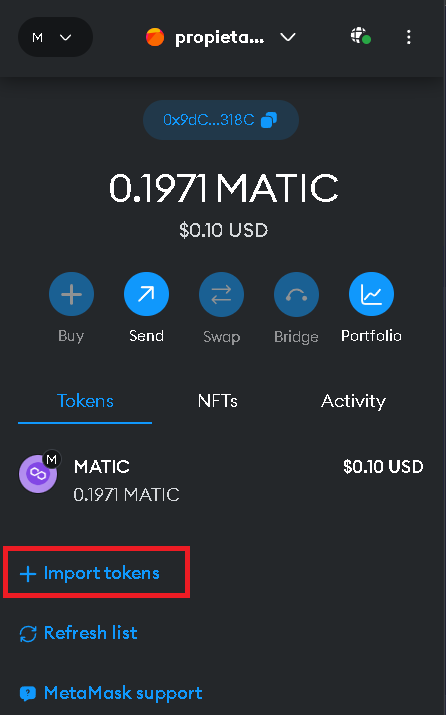 M
propieta...
0x9dC...318C
0.1971 MATIC
$0.10 USD
Buy
Send
Swap
Bridge
Portfolio
Tokens
NFTs
Activity
M
MATIC
$0.10 USD
0.1971 MATIC
Import tokens
Refresh list
MetaMask support